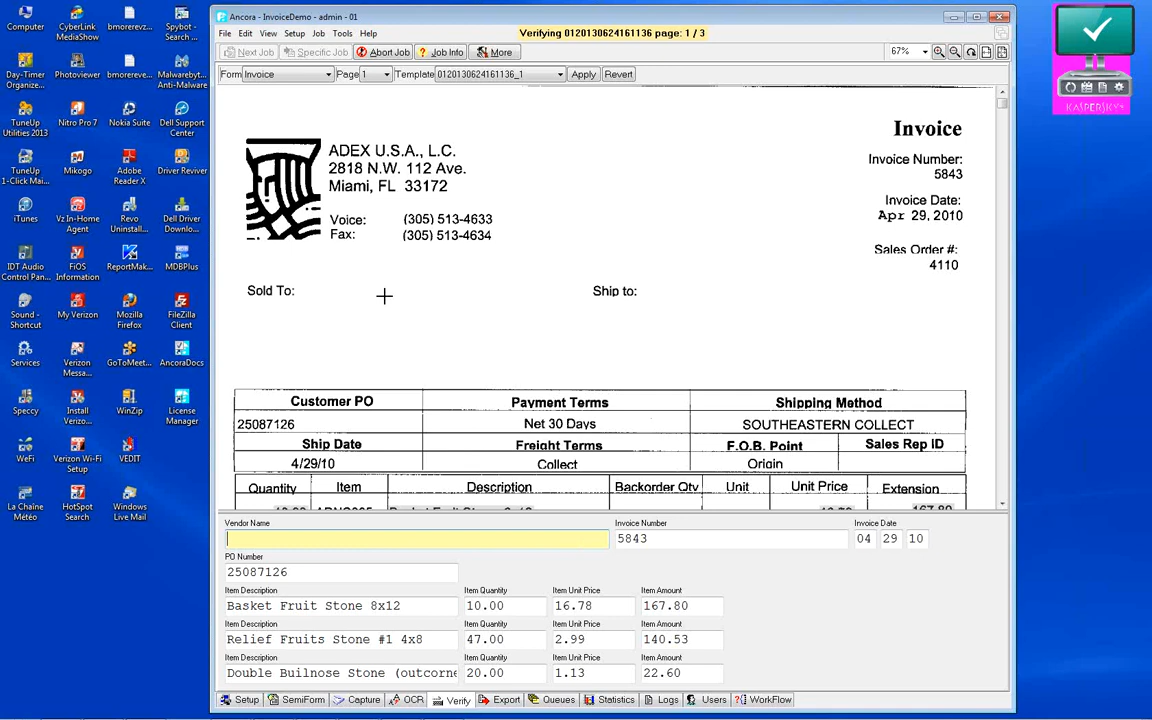 Computer
CyberLink MediaShow
bmorerevz...
Spybot - Search ...
Day-Timer Organize...
Photoviewer
bmorereve...
Malwarebyt... Anti-Malware
TuneUp Utilities 2013
Nitro Pro 7
Nokia Suite
Dell Support Center
TuneUp 1-Click Mai...
Mikogo
Adobe Reader X
Driver Reviver
iTunes
Vz In-Home Agent
Revo Uninstall...
Dell Driver Downlo...
IDT Audio Control Pan...
FiOS Information
ReportMak...
MDBPlus
Sound - Shortcut
My Verizon
Mozilla Firefox
FileZilla Client
Services
Verizon Messa...
GoToMeet...
AncoraDocs
Speccy
Install Verizo...
WinZip
License Manager
WeFi
Verizon Wi-Fi Setup
VEDIT
La Chaîne Météo
HotSpot Search
Windows Live Mail
KASPERSKY
Ancora - InvoiceDemo - admin - 01
File Edit View Setup Job Tools Help
Verifying 0120130624161136 page: 1 / 3
Next Job Specific Job Abort Job ? Job Info More 67%
Form Invoice Page 1 Template 0120130624161136_1 Apply Revert
Invoice
ADEX U.S.A., L.C.
2818 N.W. 112 Ave.
Miami, FL 33172
Voice: (305) 513-4633
Fax: (305) 513-4634
Invoice Number:
5843
Invoice Date:
Apr 29, 2010
Sales Order #:
4110
Sold To: Ship to:
Customer PO Payment Terms Shipping Method
25087126 Net 30 Days SOUTHEASTERN COLLECT
Ship Date Freight Terms F.O.B. Point Sales Rep ID
4/29/10 Collect Origin
Quantity Item Description Backorder Qty Unit Unit Price Extension
Vendor Name Invoice Number Invoice Date
5843 04 29 10
PO Number
25087126
Item Description Item Quantity Item Unit Price Item Amount
Basket Fruit Stone 8x12 10.00 16.78 167.80
Item Description Item Quantity Item Unit Price Item Amount
Relief Fruits Stone #1 4x8 47.00 2.99 140.53
Item Description Item Quantity Item Unit Price Item Amount
Double Builnose Stone (outcorne 20.00 1.13 22.60
Setup SemiForm Capture OCR Verify Export Queues Statistics Logs Users WorkFlow